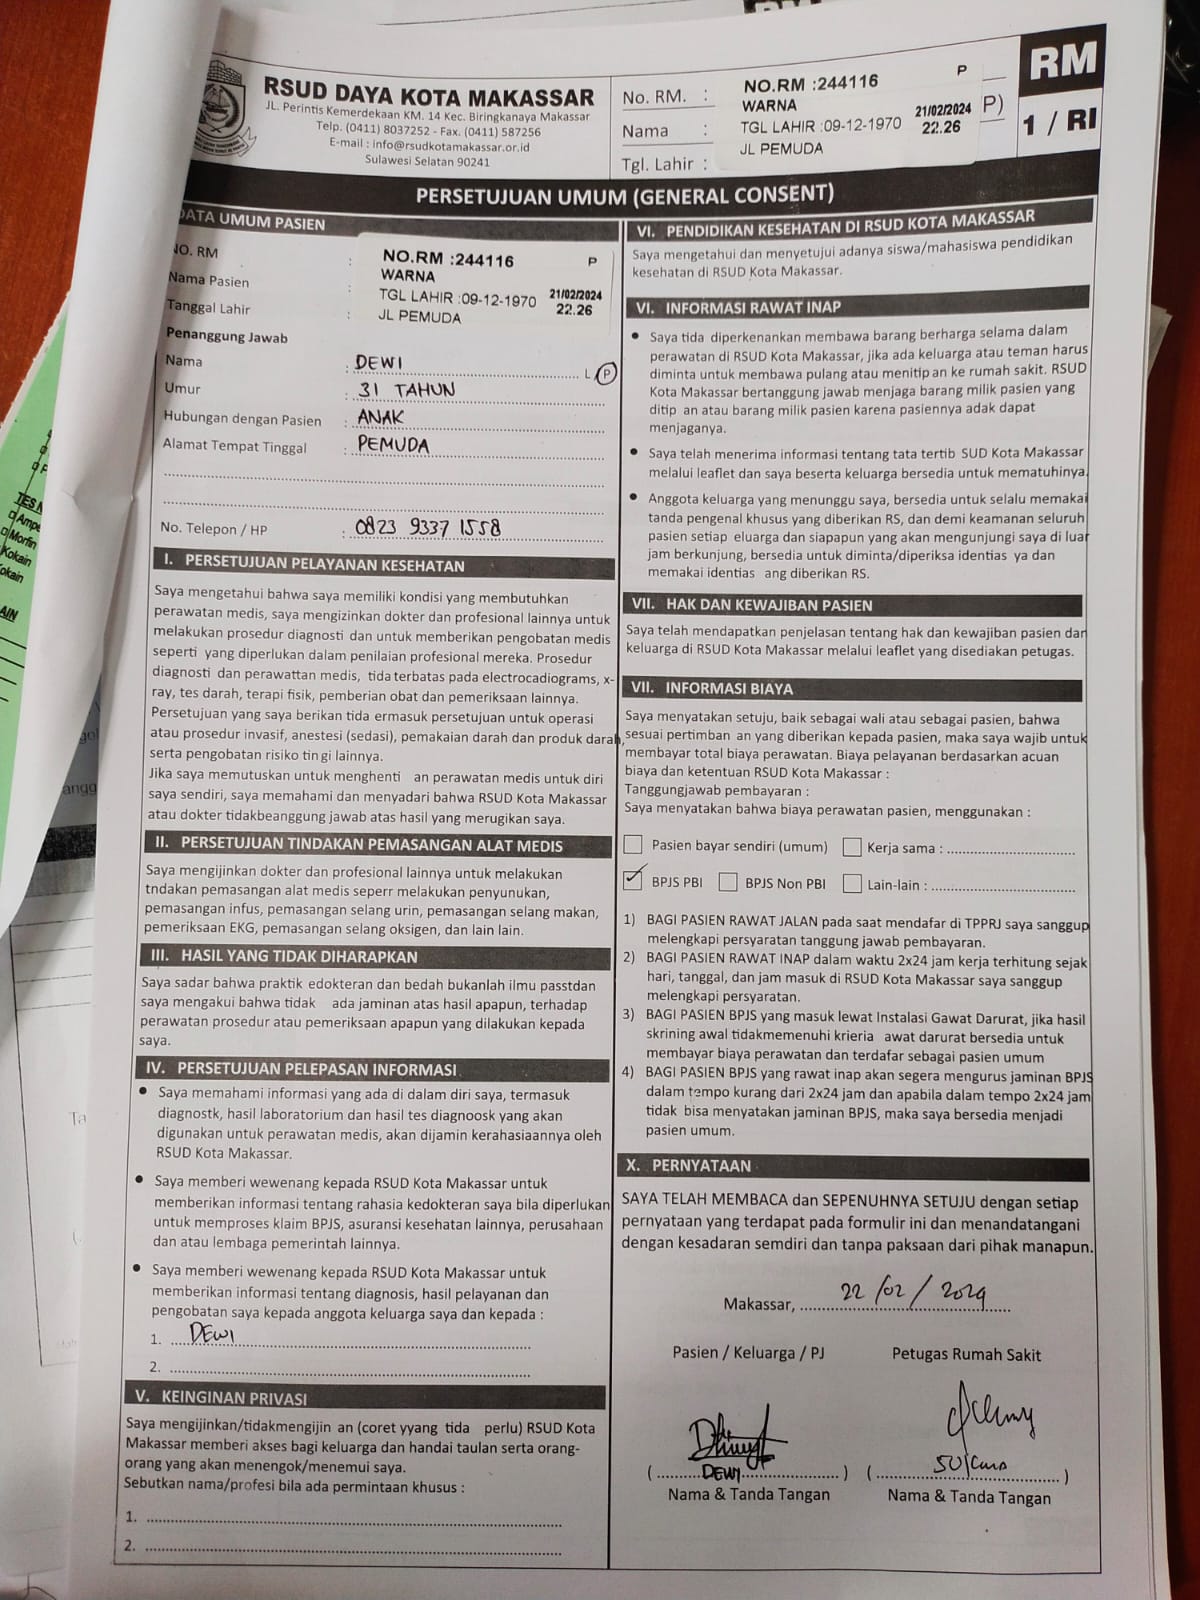 RSUD DAYA KOTA MAKASSAR
JL. Perintis Kemerdekaan KM. 14 Kec. Biringkanaya Makassar
Telp. (0411) 8037252 - Fax. (0411) 587256
E-mail : info@rsudkotamakassar.or.id
Sulawesi Selatan 90241
No. RM. :
Nama :
Tgl. Lahir :
NO.RM :244116 P
WARNA
TGL LAHIR :09-12-1970 21/02/2024
JL PEMUDA 22.26
P)
RM
1 / RI
PERSETUJUAN UMUM (GENERAL CONSENT)
DATA UMUM PASIEN
NO. RM :
Nama Pasien :
Tanggal Lahir :
NO.RM :244116 P
WARNA
TGL LAHIR :09-12-1970 21/02/2024
JL PEMUDA 22.26
Penanggung Jawab
Nama : DEWI L P
Umur : 31 TAHUN
Hubungan dengan Pasien : ANAK
Alamat Tempat Tinggal : PEMUDA
No. Telepon / HP : 0823 9337 1558
I. PERSETUJUAN PELAYANAN KESEHATAN
Saya mengetahui bahwa saya memiliki kondisi yang membutuhkan
perawatan medis, saya mengizinkan dokter dan profesional lainnya untuk
melakukan prosedur diagnosti dan untuk memberikan pengobatan medis
seperti yang diperlukan dalam penilaian profesional mereka. Prosedur
diagnosti dan perawattan medis, tida terbatas pada electrocadiograms, x-
ray, tes darah, terapi fisik, pemberian obat dan pemeriksaan lainnya.
Persetujuan yang saya berikan tida ermasuk persetujuan untuk operasi
atau prosedur invasif, anestesi (sedasi), pemakaian darah dan produk darah,
serta pengobatan risiko tin gi lainnya.
Jika saya memutuskan untuk menghenti an perawatan medis untuk diri
saya sendiri, saya memahami dan menyadari bahwa RSUD Kota Makassar
atau dokter tidakbeanggung jawab atas hasil yang merugikan saya.
II. PERSETUJUAN TINDAKAN PEMASANGAN ALAT MEDIS
Saya mengijinkan dokter dan profesional lainnya untuk melakukan
tndakan pemasangan alat medis seperr melakukan penyunukan,
pemasangan infus, pemasangan selang urin, pemasangan selang makan,
pemeriksaan EKG, pemasangan selang oksigen, dan lain lain.
III. HASIL YANG TIDAK DIHARAPKAN
Saya sadar bahwa praktik edokteran dan bedah bukanlah ilmu passtdan
saya mengakui bahwa tidak ada jaminan atas hasil apapun, terhadap
perawatan prosedur atau pemeriksaan apapun yang dilakukan kepada
saya.
IV. PERSETUJUAN PELEPASAN INFORMASI
• Saya memahami informasi yang ada di dalam diri saya, termasuk
diagnostk, hasil laboratorium dan hasil tes diagnoosk yang akan
digunakan untuk perawatan medis, akan dijamin kerahasiaannya oleh
RSUD Kota Makassar.
• Saya memberi wewenang kepada RSUD Kota Makassar untuk
memberikan informasi tentang rahasia kedokteran saya bila diperlukan
untuk memproses klaim BPJS, asuransi kesehatan lainnya, perusahaan
dan atau lembaga pemerintah lainnya.
• Saya memberi wewenang kepada RSUD Kota Makassar untuk
memberikan informasi tentang diagnosis, hasil pelayanan dan
pengobatan saya kepada anggota keluarga saya dan kepada :
1. DEWI
2.
V. KEINGINAN PRIVASI
Saya mengijinkan/tidakmengijin an (coret yyang tida perlu) RSUD Kota
Makassar memberi akses bagi keluarga dan handai taulan serta orang-
orang yang akan menengok/menemui saya.
Sebutkan nama/profesi bila ada permintaan khusus :
1.
2.
VI. PENDIDIKAN KESEHATAN DI RSUD KOTA MAKASSAR
Saya mengetahui dan menyetujui adanya siswa/mahasiswa pendidikan
kesehatan di RSUD Kota Makassar.
VI. INFORMASI RAWAT INAP
• Saya tida diperkenankan membawa barang berharga selama dalam
perawatan di RSUD Kota Makassar, jika ada keluarga atau teman harus
diminta untuk membawa pulang atau menitip an ke rumah sakit. RSUD
Kota Makassar bertanggung jawab menjaga barang milik pasien yang
ditip an atau barang milik pasien karena pasiennya adak dapat
menjaganya.
• Saya telah menerima informasi tentang tata tertib SUD Kota Makassar
melalui leaflet dan saya beserta keluarga bersedia untuk mematuhinya.
• Anggota keluarga yang menunggu saya, bersedia untuk selalu memakai
tanda pengenal khusus yang diberikan RS, dan demi keamanan seluruh
pasien setiap eluarga dan siapapun yang akan mengunjungi saya di luar
jam berkunjung, bersedia untuk diminta/diperiksa identias ya dan
memakai identias ang diberikan RS.
VII. HAK DAN KEWAJIBAN PASIEN
Saya telah mendapatkan penjelasan tentang hak dan kewajiban pasien dan
keluarga di RSUD Kota Makassar melalui leaflet yang disediakan petugas.
VII. INFORMASI BIAYA
Saya menyatakan setuju, baik sebagai wali atau sebagai pasien, bahwa
sesuai pertimban an yang diberikan kepada pasien, maka saya wajib untuk
membayar total biaya perawatan. Biaya pelayanan berdasarkan acuan
biaya dan ketentuan RSUD Kota Makassar :
Tanggungjawab pembayaran :
Saya menyatakan bahwa biaya perawatan pasien, menggunakan :
Pasien bayar sendiri (umum) Kerja sama :
✓ BPJS PBI BPJS Non PBI Lain-lain :
1) BAGI PASIEN RAWAT JALAN pada saat mendafar di TPPRJ saya sanggup
melengkapi persyaratan tanggung jawab pembayaran.
2) BAGI PASIEN RAWAT INAP dalam waktu 2x24 jam kerja terhitung sejak
hari, tanggal, dan jam masuk di RSUD Kota Makassar saya sanggup
melengkapi persyaratan.
3) BAGI PASIEN BPJS yang masuk lewat Instalasi Gawat Darurat, jika hasil
skrining awal tidakmemenuhi krieria awat darurat bersedia untuk
membayar biaya perawatan dan terdafar sebagai pasien umum
4) BAGI PASIEN BPJS yang rawat inap akan segera mengurus jaminan BPJS
dalam tempo kurang dari 2x24 jam dan apabila dalam tempo 2x24 jam
tidak bisa menyatakan jaminan BPJS, maka saya bersedia menjadi
pasien umum.
X. PERNYATAAN
SAYA TELAH MEMBACA dan SEPENUHNYA SETUJU dengan setiap
pernyataan yang terdapat pada formulir ini dan menandatangani
dengan kesadaran semdiri dan tanpa paksaan dari pihak manapun.
Makassar, 22/02/2024
Pasien / Keluarga / PJ Petugas Rumah Sakit
( DEWI ) ( )
Nama & Tanda Tangan Nama & Tanda Tangan